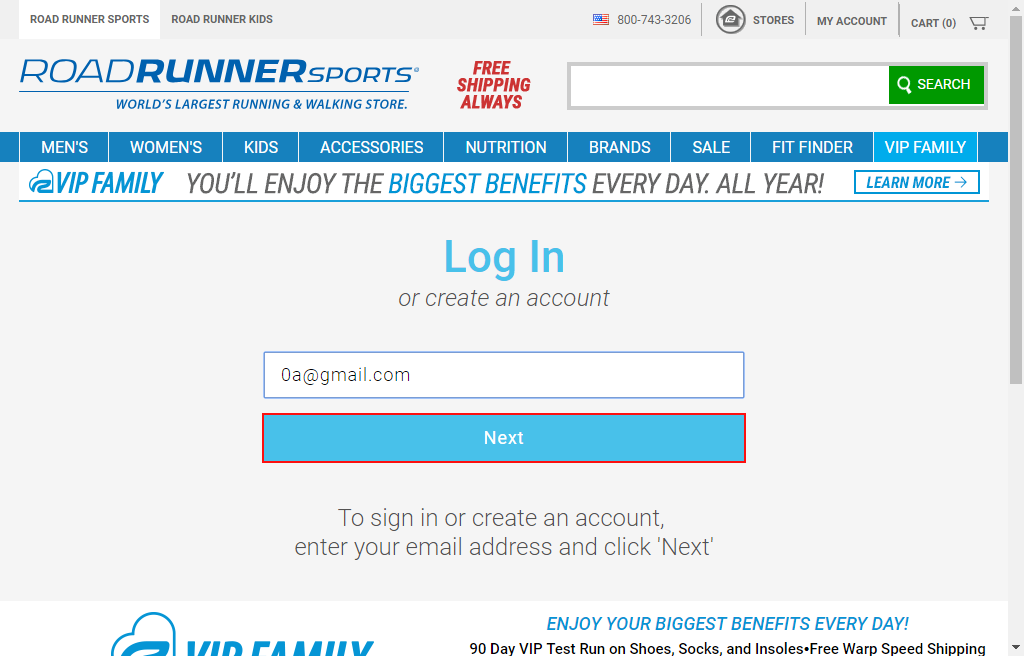 ROAD RUNNER SPORTS ROAD RUNNER KIDS 800-743-3206 STORES MY ACCOUNT CART (0)
ROADRUNNERSPORTS®
WORLD'S LARGEST RUNNING & WALKING STORE.
FREE
SHIPPING
ALWAYS
SEARCH
MEN'S WOMEN'S KIDS ACCESSORIES NUTRITION BRANDS SALE FIT FINDER VIP FAMILY
VIP FAMILY YOU'LL ENJOY THE BIGGEST BENEFITS EVERY DAY. ALL YEAR! LEARN MORE →
Log In
or create an account
0a@gmail.com
Next
To sign in or create an account,
enter your email address and click 'Next'
VIP FAMILY
ENJOY YOUR BIGGEST BENEFITS EVERY DAY!
90 Day VIP Test Run on Shoes, Socks, and Insoles•Free Warp Speed Shipping